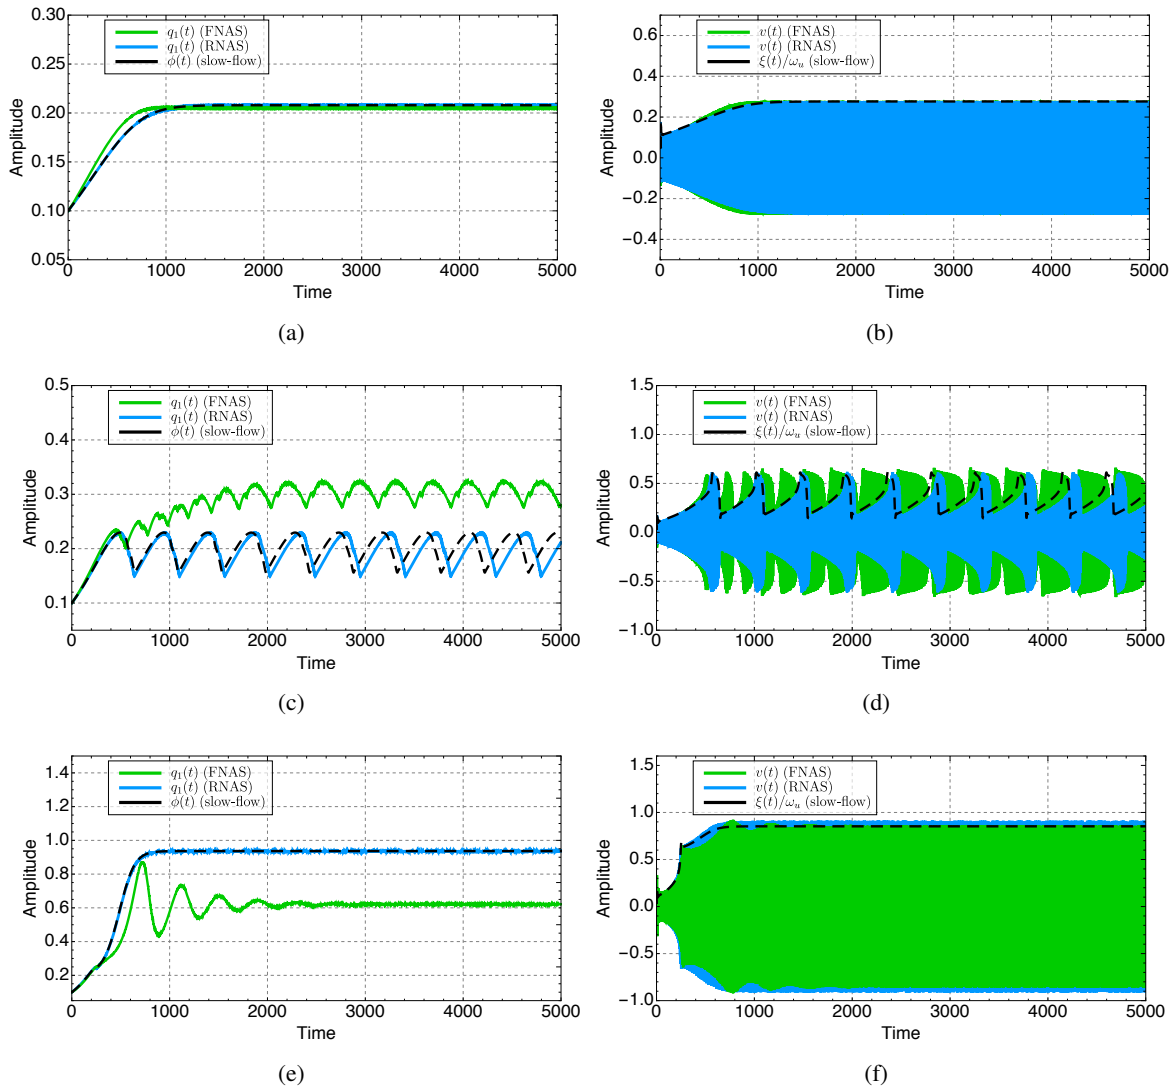 0.30
0.25
0.20
0.15
0.10
0.05
Amplitude
q₁(t) (FNAS)
q₁(t) (RNAS)
ϕ(t) (slow-flow)
0 1000 2000 3000 4000 5000
Time
(a)
0.6
0.4
0.2
0.0
−0.2
−0.4
Amplitude
v(t) (FNAS)
v(t) (RNAS)
ξ(t)/ωᵤ (slow-flow)
0 1000 2000 3000 4000 5000
Time
(b)
0.5
0.4
0.3
0.2
0.1
Amplitude
q₁(t) (FNAS)
q₁(t) (RNAS)
ϕ(t) (slow-flow)
0 1000 2000 3000 4000 5000
Time
(c)
1.5
1.0
0.5
0.0
−0.5
−1.0
Amplitude
v(t) (FNAS)
v(t) (RNAS)
ξ(t)/ωᵤ (slow-flow)
0 1000 2000 3000 4000 5000
Time
(d)
1.4
1.2
1.0
0.8
0.6
0.4
0.2
Amplitude
q₁(t) (FNAS)
q₁(t) (RNAS)
ϕ(t) (slow-flow)
0 1000 2000 3000 4000 5000
Time
(e)
1.5
1.0
0.5
0.0
−0.5
−1.0
Amplitude
v(t) (FNAS)
v(t) (RNAS)
ξ(t)/ωᵤ (slow-flow)
0 1000 2000 3000 4000 5000
Time
(f)